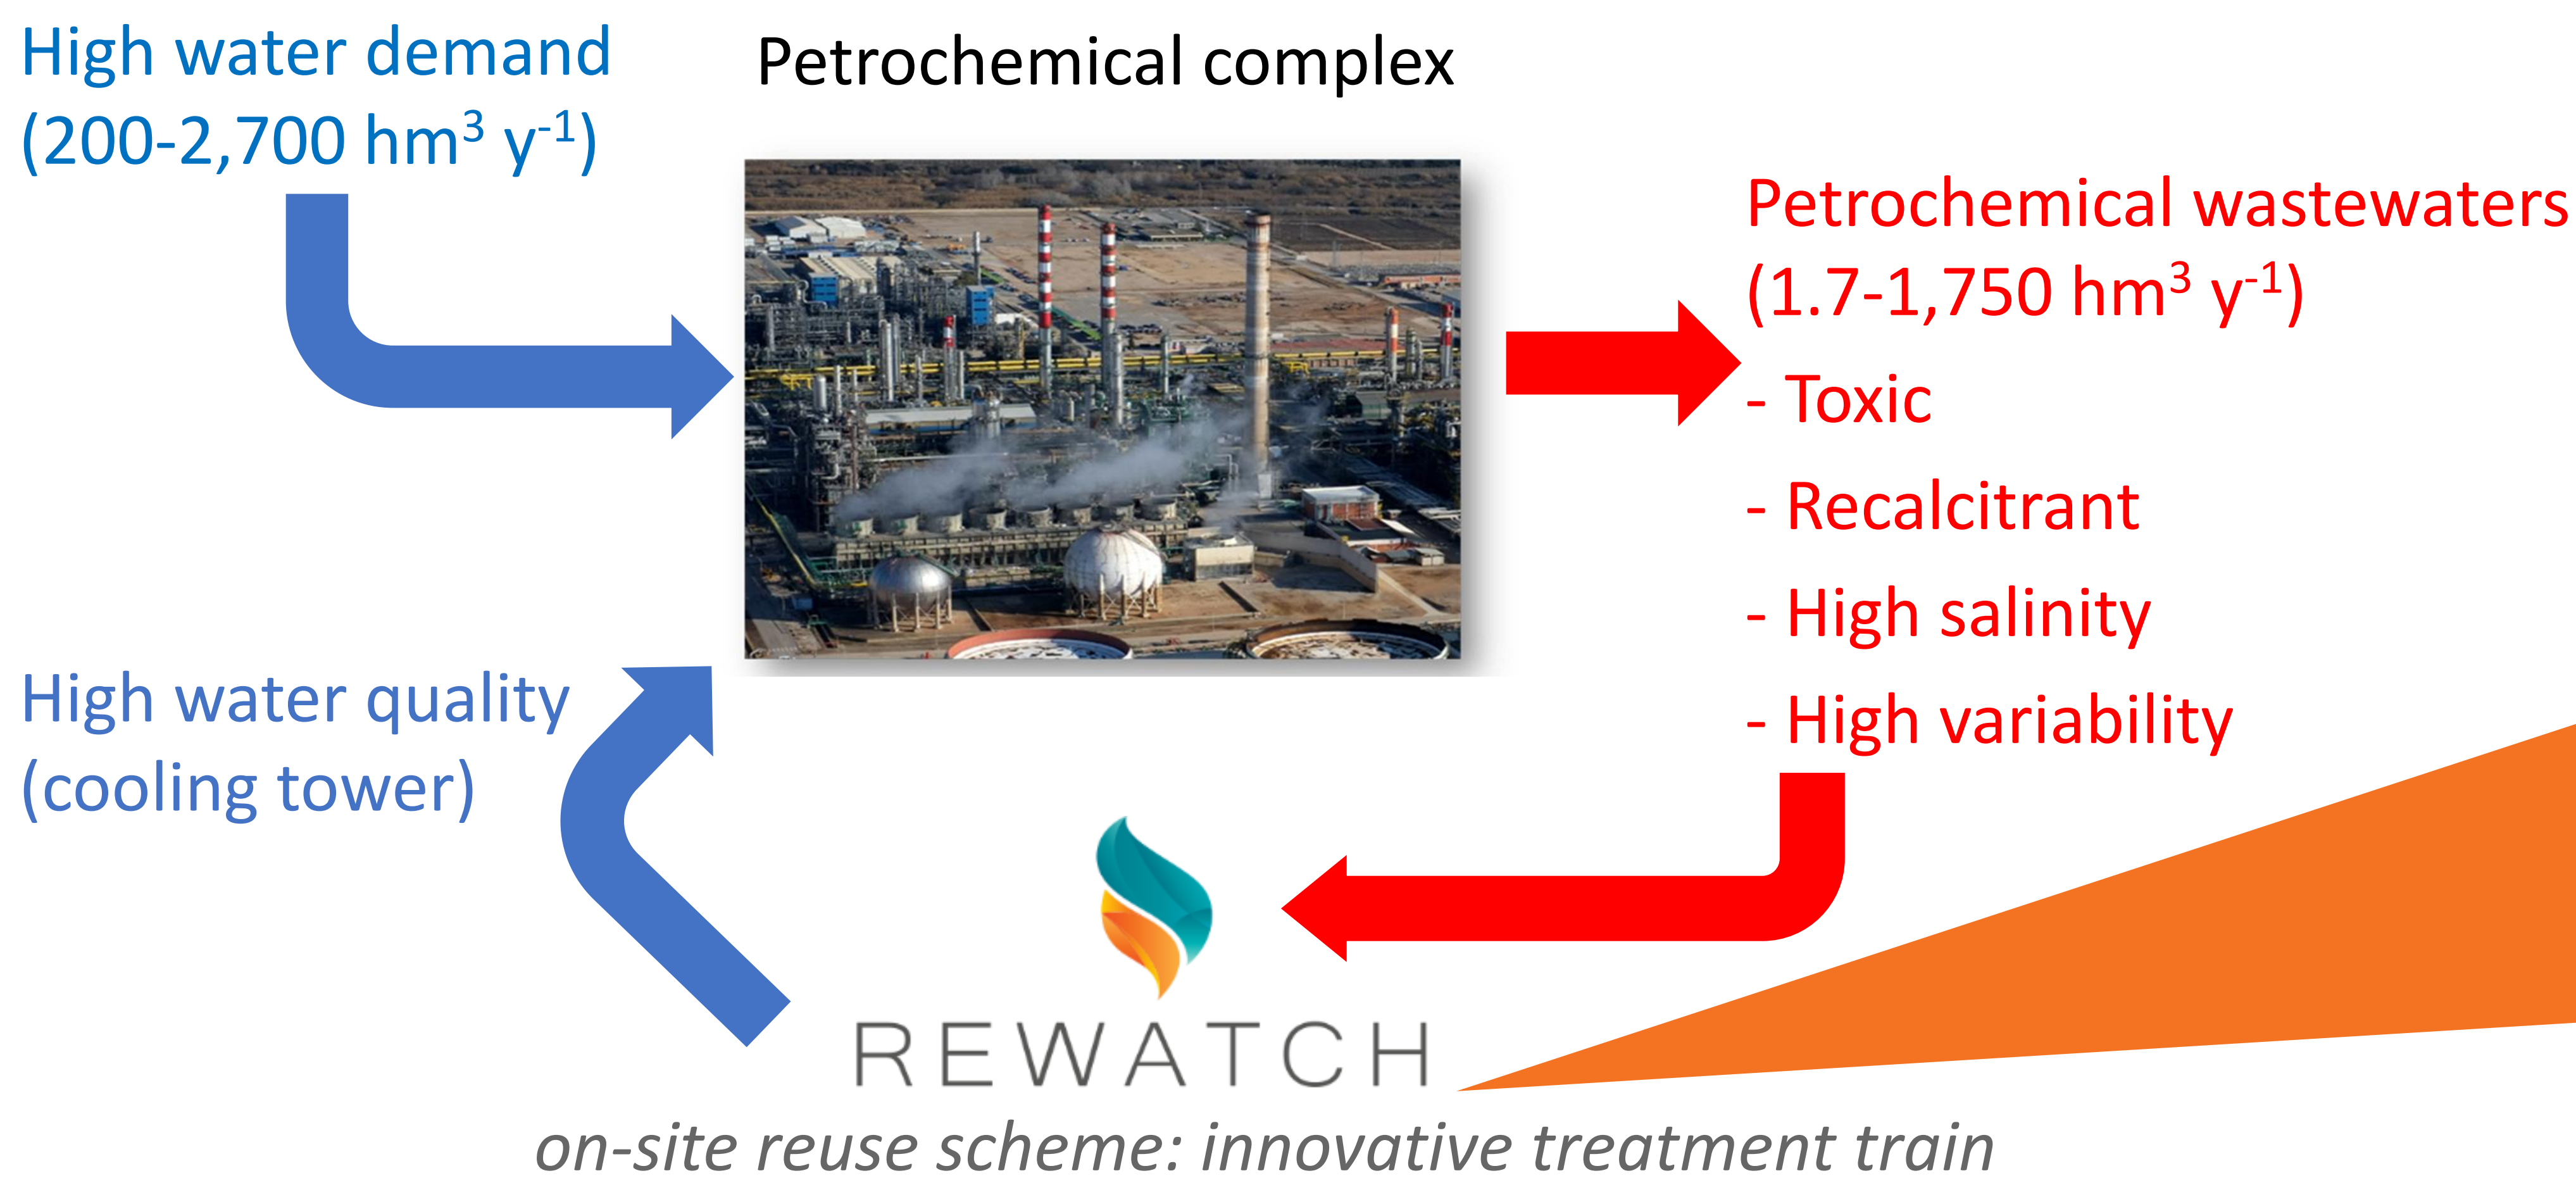 High water demand
(200-2,700 hm³ y⁻¹)
Petrochemical complex
Petrochemical wastewaters
(1.7-1,750 hm³ y⁻¹)
- Toxic
- Recalcitrant
- High salinity
- High variability
High water quality
(cooling tower)
REWATCH
on-site reuse scheme: innovative treatment train